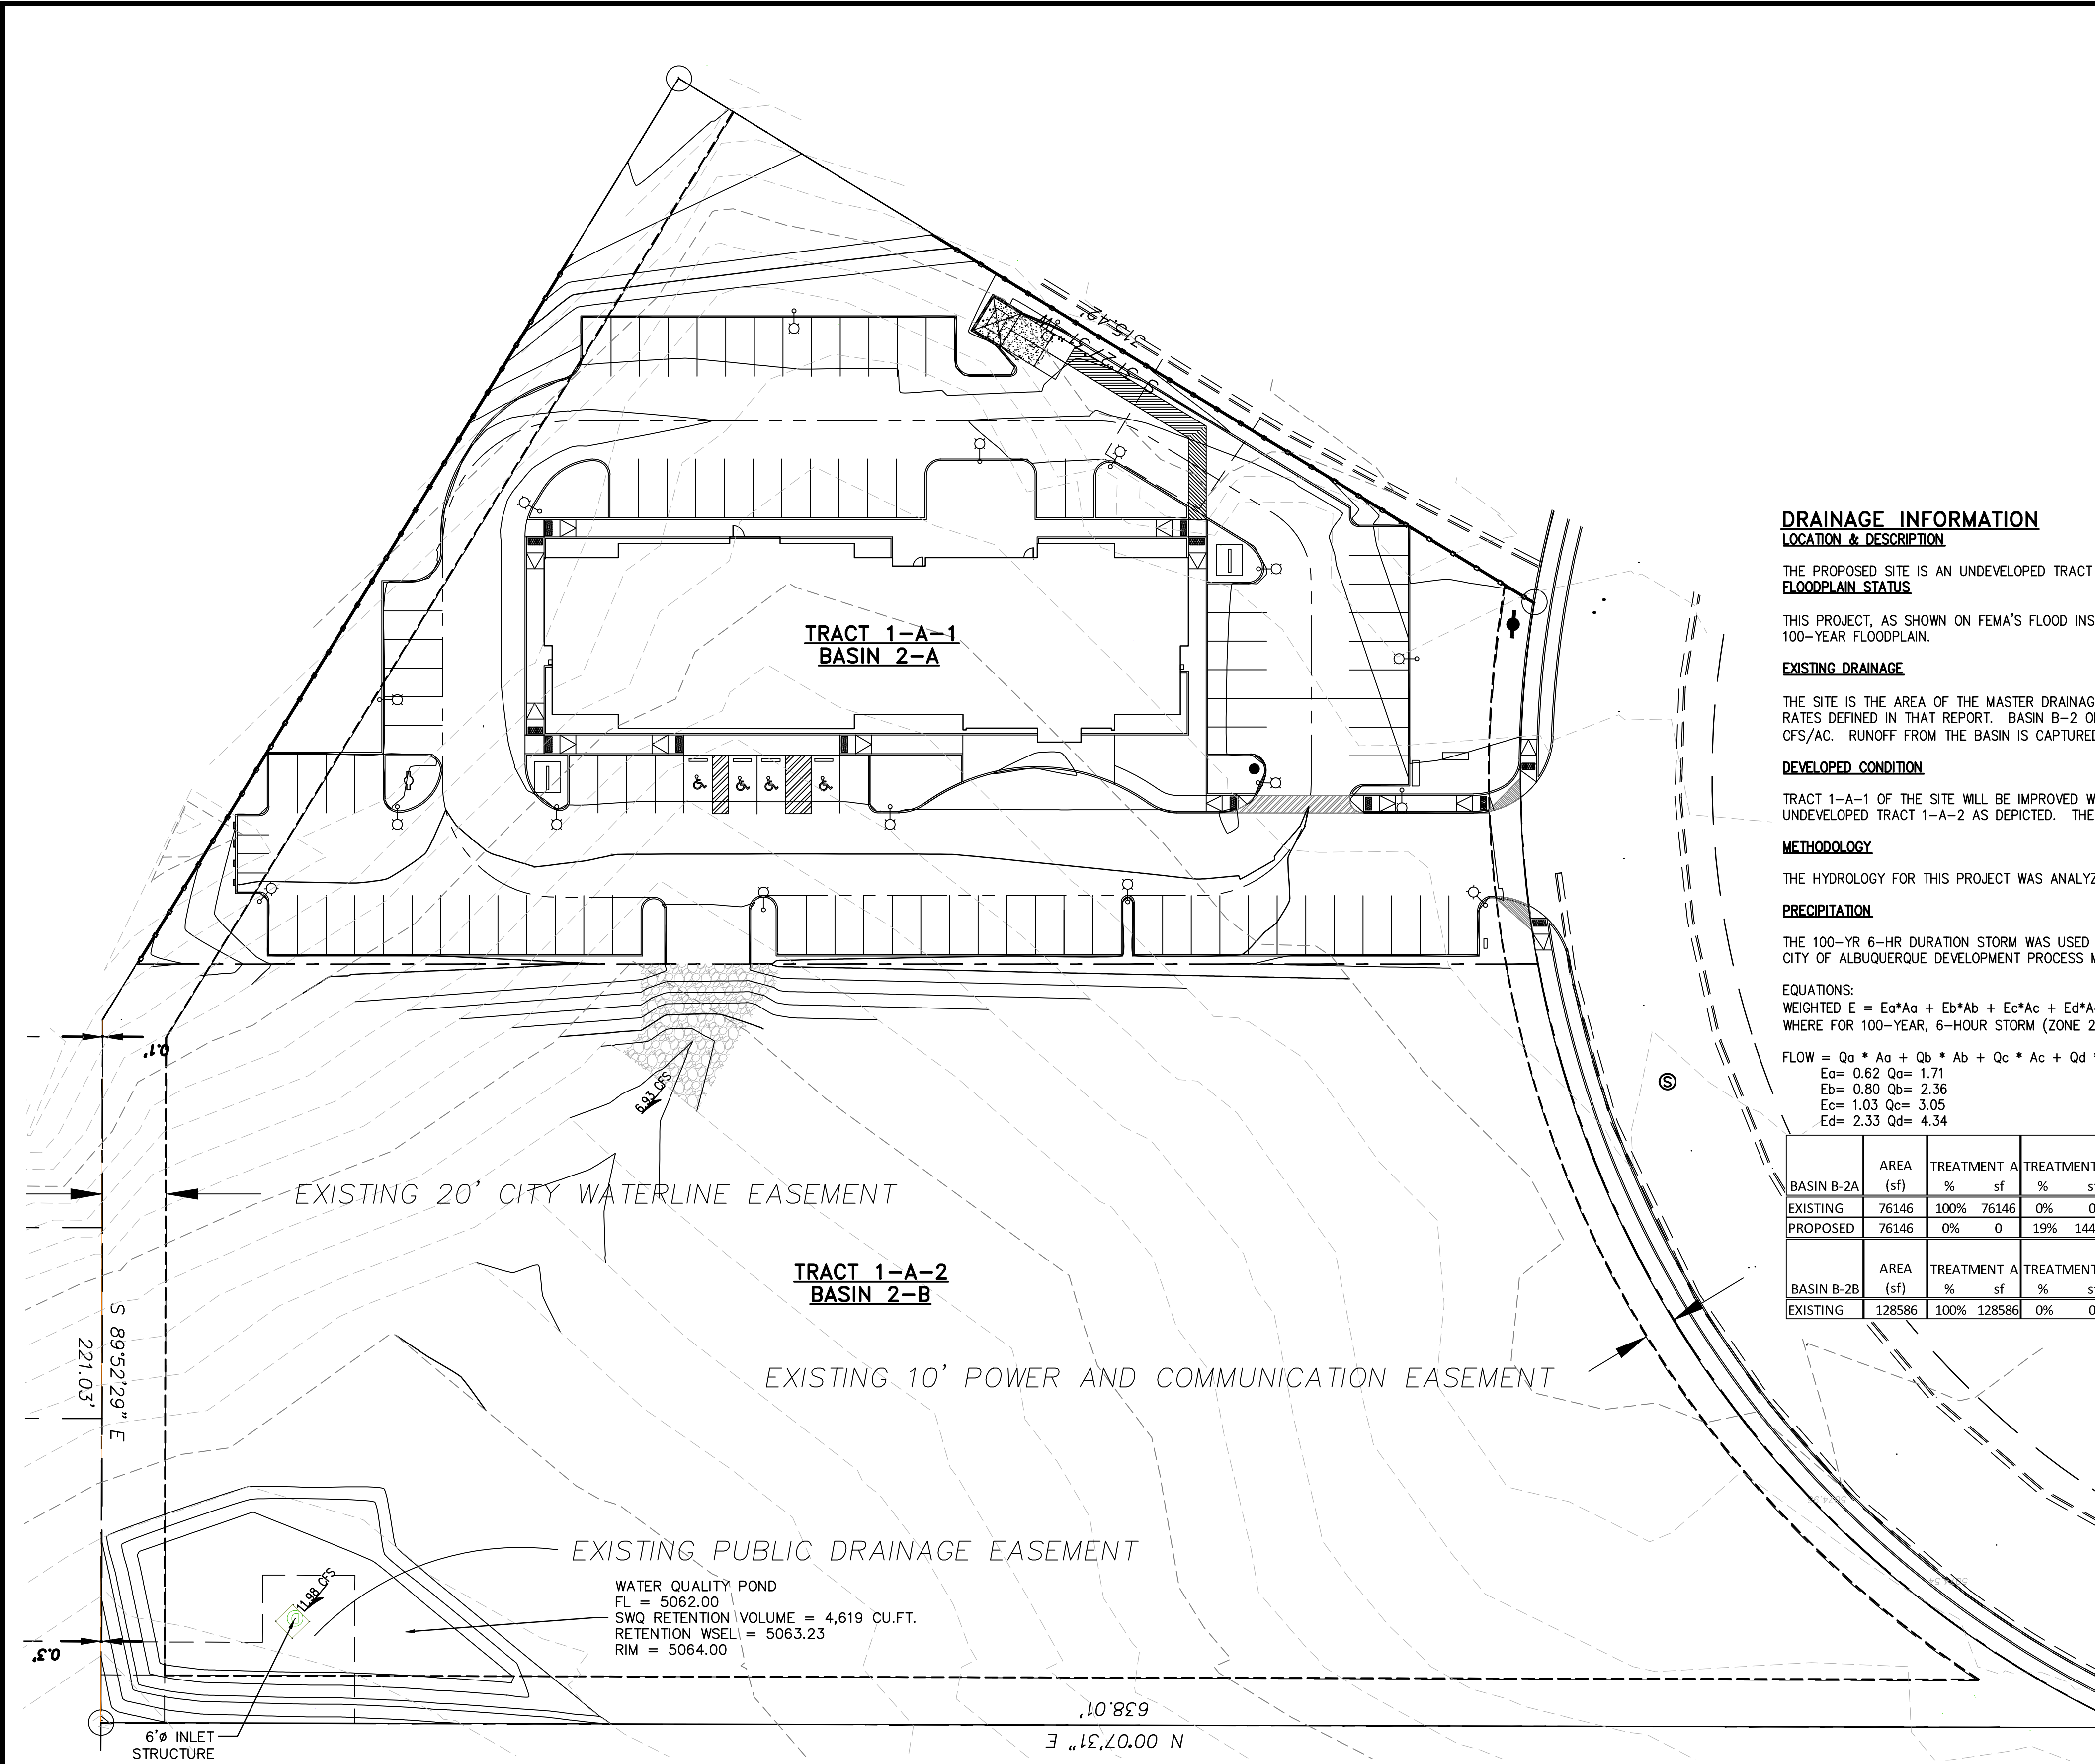 315.42'
TRACT 1-A-1
BASIN 2-A
DRAINAGE INFORMATION
LOCATION & DESCRIPTION
THE PROPOSED SITE IS AN UNDEVELOPED TRACT
FLOODPLAIN STATUS
THIS PROJECT, AS SHOWN ON FEMA'S FLOOD INS
100-YEAR FLOODPLAIN.
EXISTING DRAINAGE
THE SITE IS THE AREA OF THE MASTER DRAINAG
RATES DEFINED IN THAT REPORT. BASIN B-2
CFS/AC. RUNOFF FROM THE BASIN IS CAPTURED
DEVELOPED CONDITION
TRACT 1-A-1 OF THE SITE WILL BE IMPROVED W
UNDEVELOPED TRACT 1-A-2 AS DEPICTED. THE
METHODOLOGY
THE HYDROLOGY FOR THIS PROJECT WAS ANALYZ
PRECIPITATION
THE 100-YR 6-HR DURATION STORM WAS USED
CITY OF ALBUQUERQUE DEVELOPMENT PROCESS M
EQUATIONS:
WEIGHTED E = Ea*Aa + Eb*Ab + Ec*Ac + Ed*A
WHERE FOR 100-YEAR, 6-HOUR STORM (ZONE 2
FLOW = Qa * Aa + Qb * Ab + Qc * Ac + Qd *
Ea= 0.62 Qa= 1.71
Eb= 0.80 Qb= 2.36
Ec= 1.03 Qc= 3.05
Ed= 2.33 Qd= 4.34
AREA TREATMENT A TREATMENT
BASIN B-2A (sf) % sf % s
EXISTING 76146 100% 76146 0% 0
PROPOSED 76146 0% 0 19% 144
AREA TREATMENT A TREATMENT
BASIN B-2B (sf) % sf % s
EXISTING 128586 100% 128586 0% 0
0.1'
6.93 CFS
S
EXISTING 20' CITY WATERLINE EASEMENT
TRACT 1-A-2
BASIN 2-B
S 89°52'29" E
221.03'
EXISTING 10' POWER AND COMMUNICATION EASEMENT
EXISTING PUBLIC DRAINAGE EASEMENT
11.98 CFS
WATER QUALITY POND
FL = 5062.00
SWQ RETENTION VOLUME = 4,619 CU.FT.
RETENTION WSEL = 5063.23
RIM = 5064.00
0.3'
6'ø INLET
STRUCTURE
638.01'
N 00°07'31" E